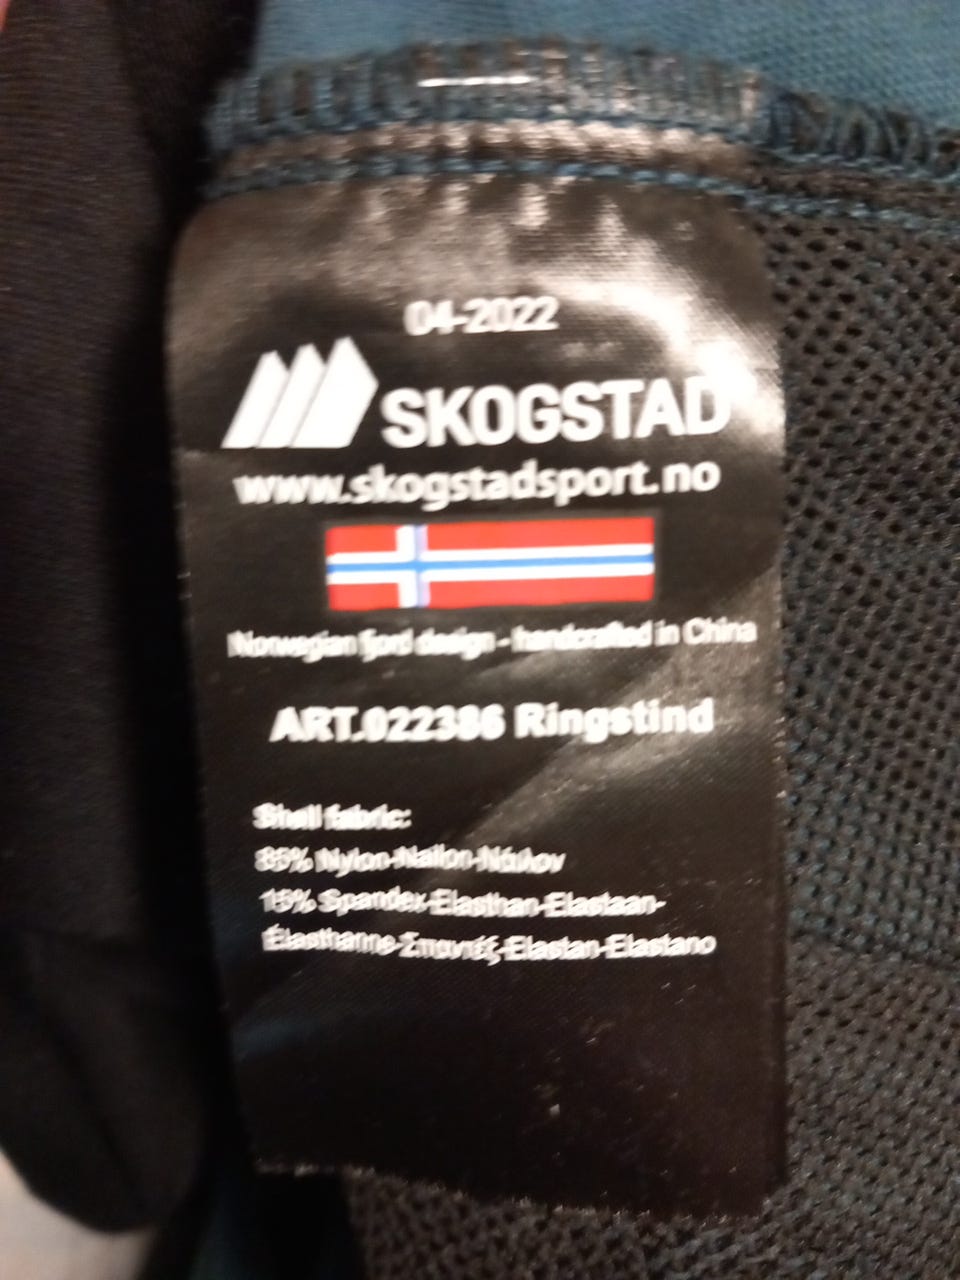 04-2022
SKOGSTAD
www.skogstadsport.no
Norwegian fjord design - handcrafted in China
ART.022386 Ringstind
Shell fabric:
85% Nylon-Nailon-Νάυλον
15% Spandex-Elasthan-Elastaan-
Élasthanne-Σπαντέξ-Elastan-Elastano